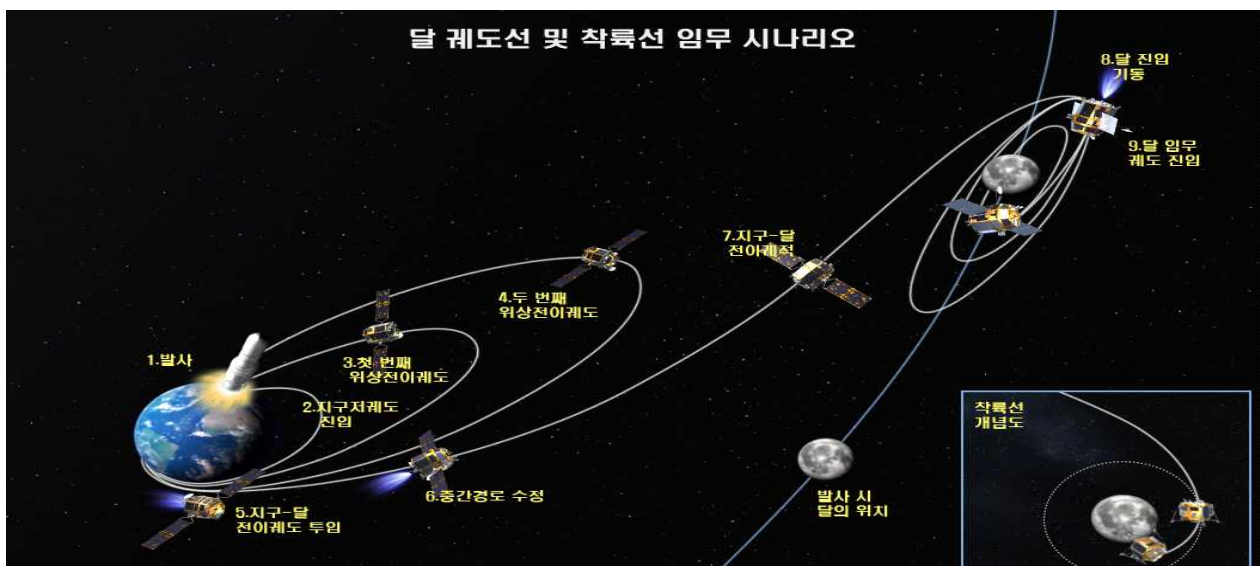 달 궤도선 및 착륙선 임무 시나리오
8.달 진입
기동
9.달 임무
궤도 진입
7.지구-달
전이궤적
4.두 번째
위상전이궤도
1.발사
3.첫 번째
위상전이궤도
2.지구저궤도
진입
6.중간경로 수정
5.지구-달
전이궤도 투입
발사 시
달의 위치
착륙선
개념도